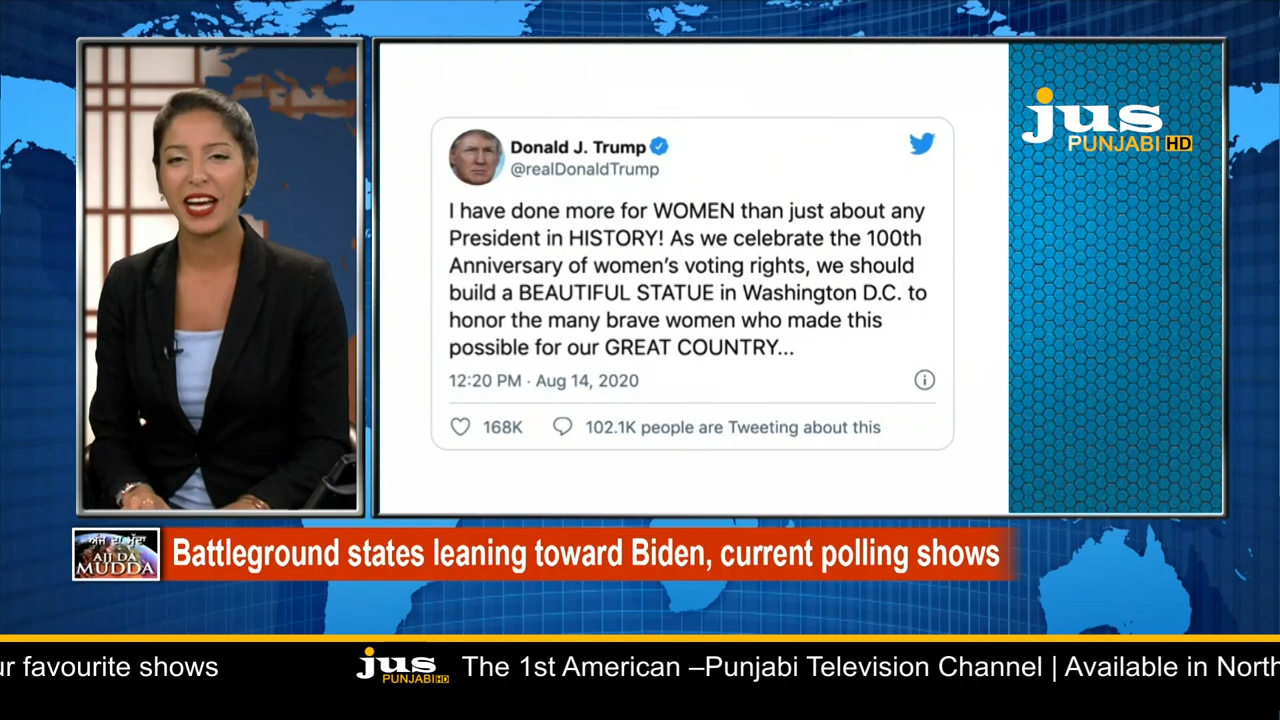 jus
PUNJABI HD
Donald J. Trump
@realDonaldTrump
I have done more for WOMEN than just about any
President in HISTORY! As we celebrate the 100th
Anniversary of women's voting rights, we should
build a BEAUTIFUL STATUE in Washington D.C. to
honor the many brave women who made this
possible for our GREAT COUNTRY...
12:20 PM · Aug 14, 2020
168K 102.1K people are Tweeting about this
ਅੱਜ ਦਾ ਮੁੱਦਾ
AJJ DA
MUDDA
Battleground states leaning toward Biden, current polling shows
ur favourite shows jus PUNJABI HD The 1st American –Punjabi Television Channel | Available in North